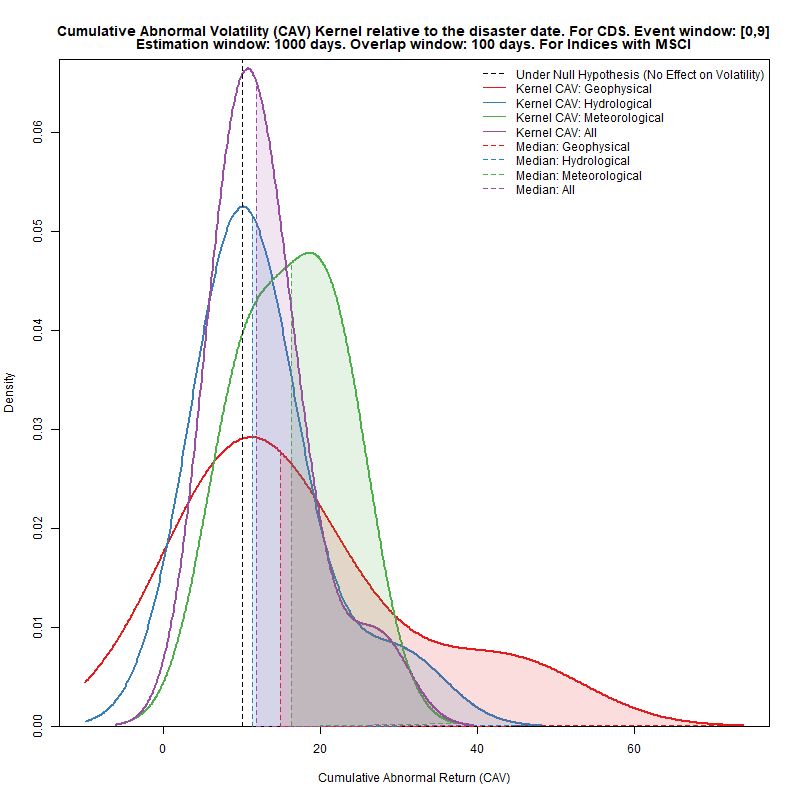 Cumulative Abnormal Volatility (CAV) Kernel relative to the disaster date. For CDS. Event window: [0,9]
Estimation window: 1000 days. Overlap window: 100 days. For Indices with MSCI
Under Null Hypothesis (No Effect on Volatility)
Kernel CAV: Geophysical
Kernel CAV: Hydrological
Kernel CAV: Meteorological
Kernel CAV: All
Median: Geophysical
Median: Hydrological
Median: Meteorological
Median: All
Density
0.06
0.05
0.04
0.03
0.02
0.01
0.00
0
20
40
60
Cumulative Abnormal Return (CAV)